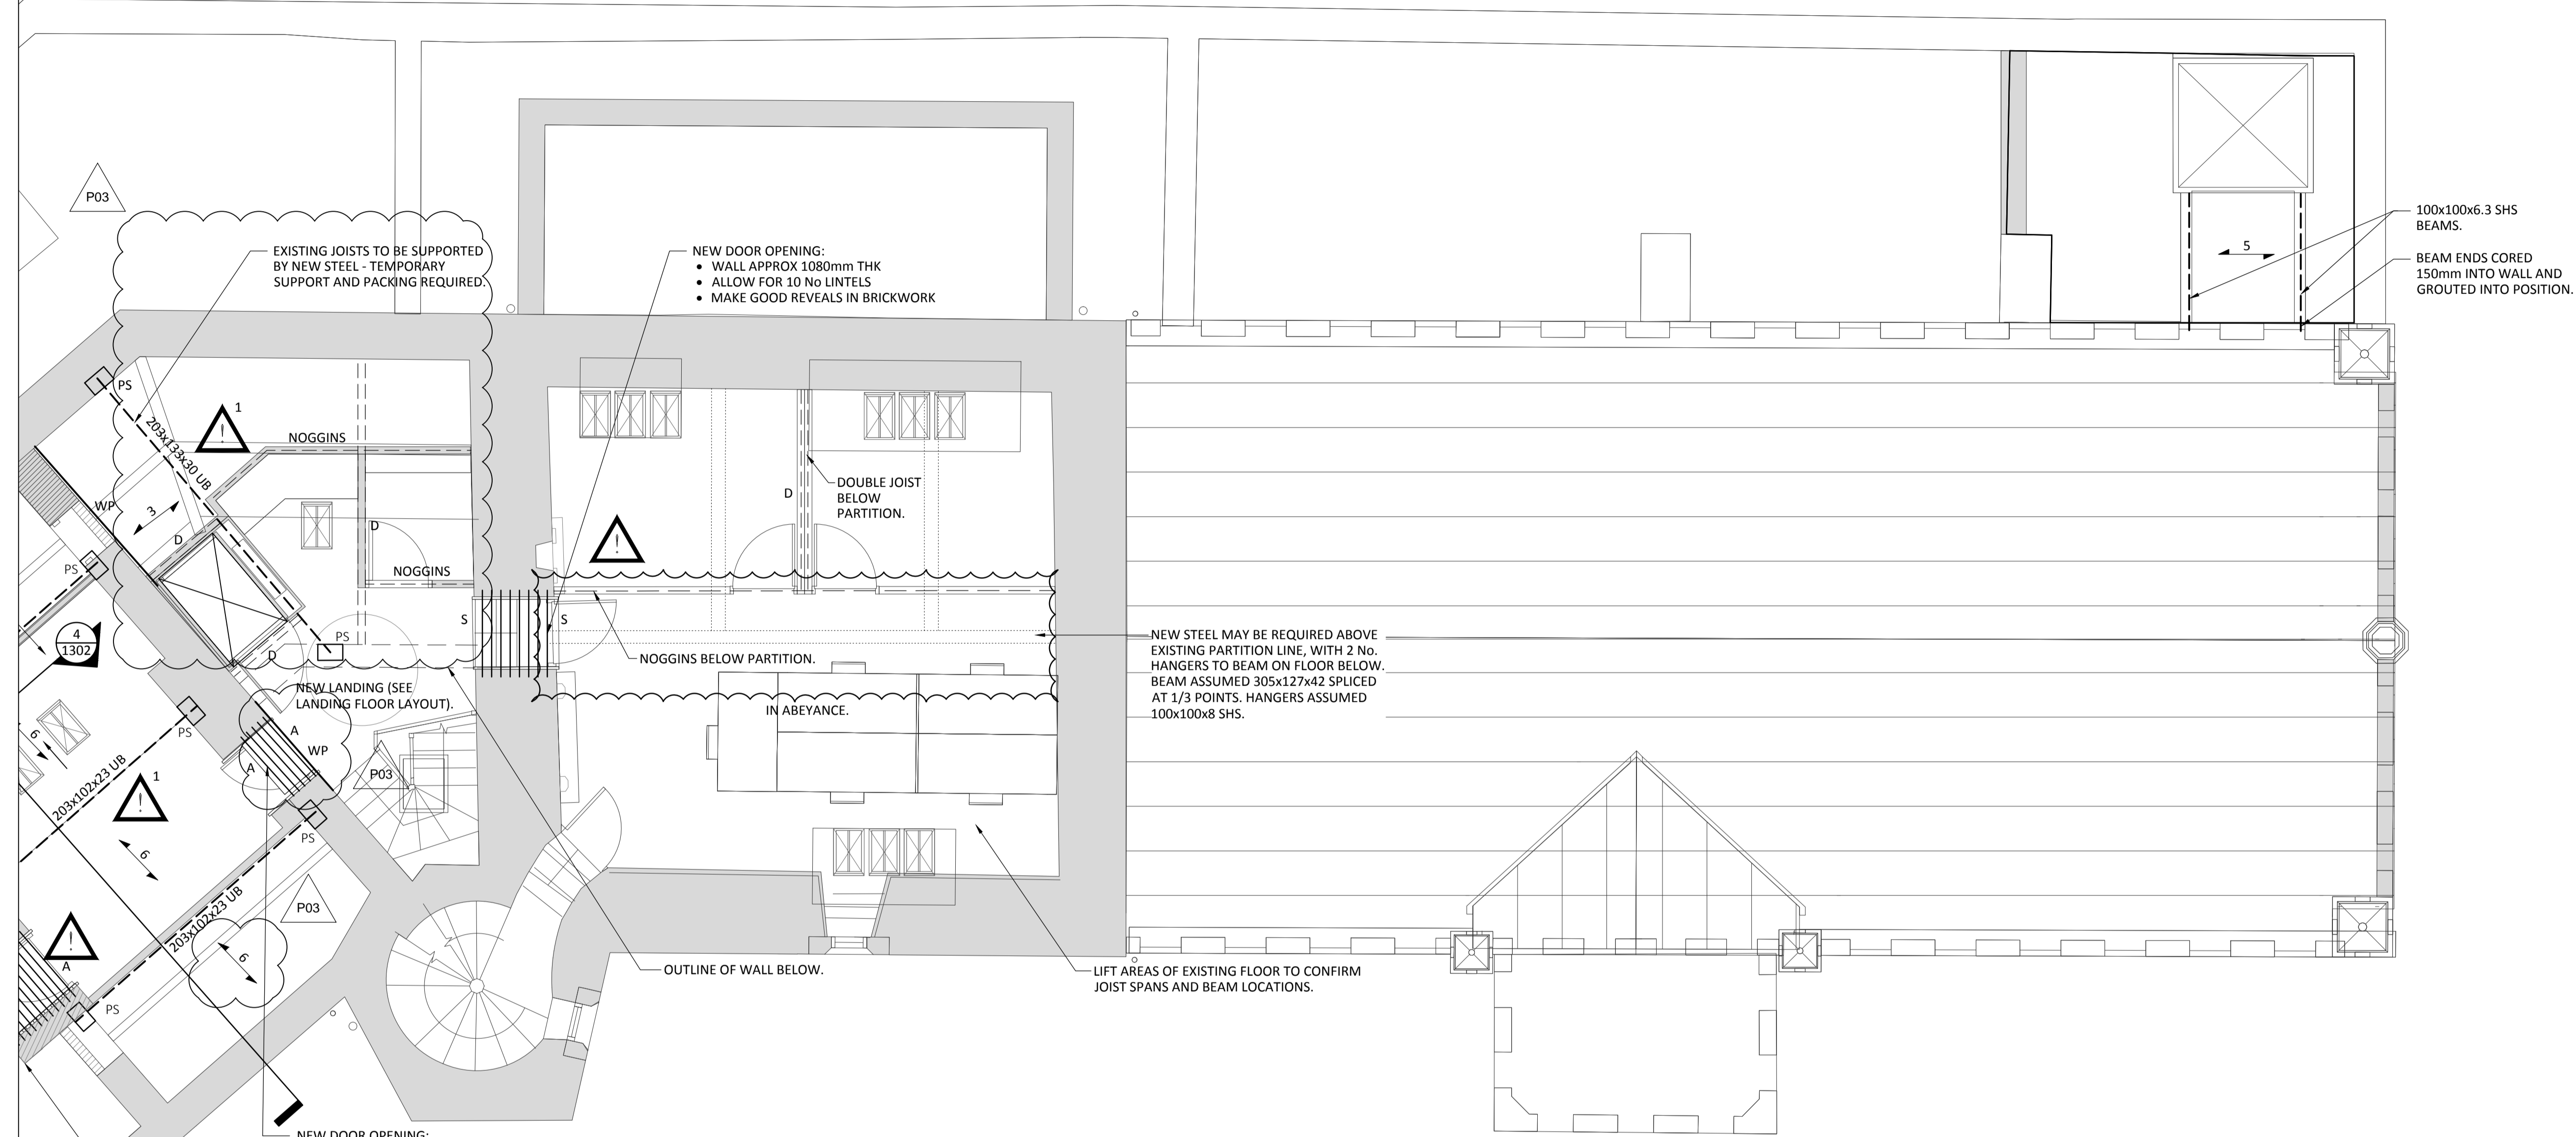 P03
EXISTING JOISTS TO BE SUPPORTED
BY NEW STEEL - TEMPORARY
SUPPORT AND PACKING REQUIRED.
NEW DOOR OPENING:
• WALL APPROX 1080mm THK
• ALLOW FOR 10 No LINTELS
• MAKE GOOD REVEALS IN BRICKWORK
100x100x6.3 SHS
BEAMS.
5
BEAM ENDS CORED
150mm INTO WALL AND
GROUTED INTO POSITION.
PS
203x133x30 UB
!
1
NOGGINS
WP
3
D
D
NOGGINS
D
DOUBLE JOIST
BELOW
PARTITION.
!
PS
4
1302
D
PS
S
S
NOGGINS BELOW PARTITION.
NEW STEEL MAY BE REQUIRED ABOVE
EXISTING PARTITION LINE, WITH 2 No.
HANGERS TO BEAM ON FLOOR BELOW.
BEAM ASSUMED 305x127x42 SPLICED
AT 1/3 POINTS. HANGERS ASSUMED
100x100x8 SHS.
NEW LANDING (SEE
LANDING FLOOR LAYOUT).
IN ABEYANCE.
PS
A
WP
A
6
203x102x23 UB
!
1
P03
PS
6
P03
203x102x23 UB
6
!
A
PS
OUTLINE OF WALL BELOW.
LIFT AREAS OF EXISTING FLOOR TO CONFIRM
JOIST SPANS AND BEAM LOCATIONS.
NEW DOOR OPENING: